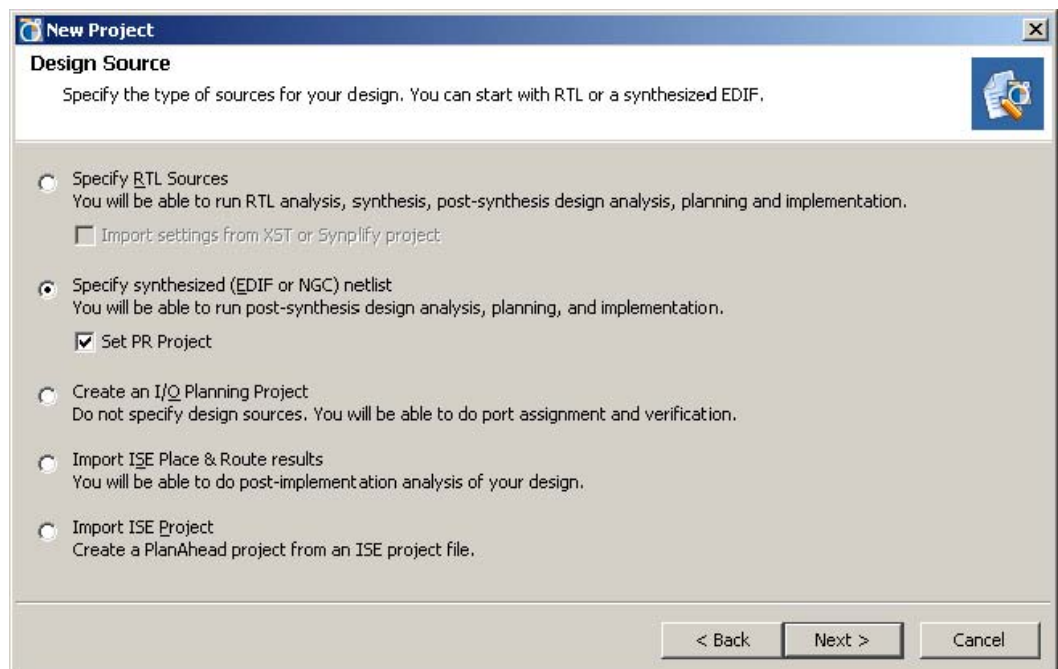 New Project
Design Source
Specify the type of sources for your design. You can start with RTL or a synthesized EDIF.
Specify RTL Sources
You will be able to run RTL analysis, synthesis, post-synthesis design analysis, planning and implementation.
Import settings from XST or Synplify project
Specify synthesized (EDIF or NGC) netlist
You will be able to run post-synthesis design analysis, planning, and implementation.
Set PR Project
Create an I/O Planning Project
Do not specify design sources. You will be able to do port assignment and verification.
Import ISE Place & Route results
You will be able to do post-implementation analysis of your design.
Import ISE Project
Create a PlanAhead project from an ISE project file.
< Back Next > Cancel